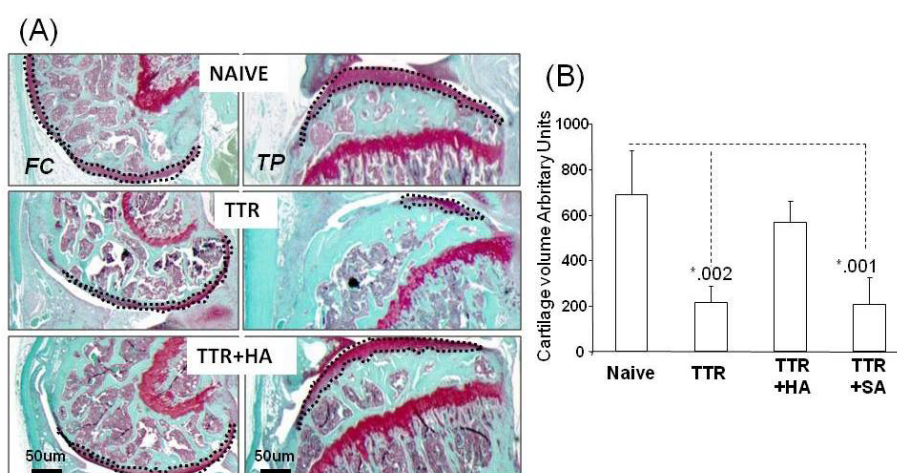 (A)
NAIVE
FC
TP
TTR
TTR+HA
50um
50um
(B)
Cartilage volume Arbritary Units
1000
800
600
400
200
0
*.002
*.001
Naive
TTR
TTR
+HA
TTR
+SA